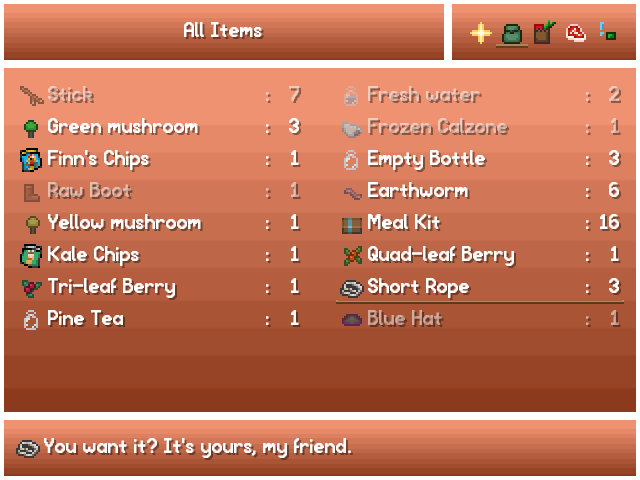 All Items
Stick : 7
Fresh water : 2
Green mushroom : 3
Frozen Calzone : 1
Finn's Chips : 1
Empty Bottle : 3
Raw Boot : 1
Earthworm : 6
Yellow mushroom : 1
Meal Kit : 16
Kale Chips : 1
Quad-leaf Berry : 1
Tri-leaf Berry : 1
Short Rope : 3
Pine Tea : 1
Blue Hat : 1
You want it? It's yours, my friend.